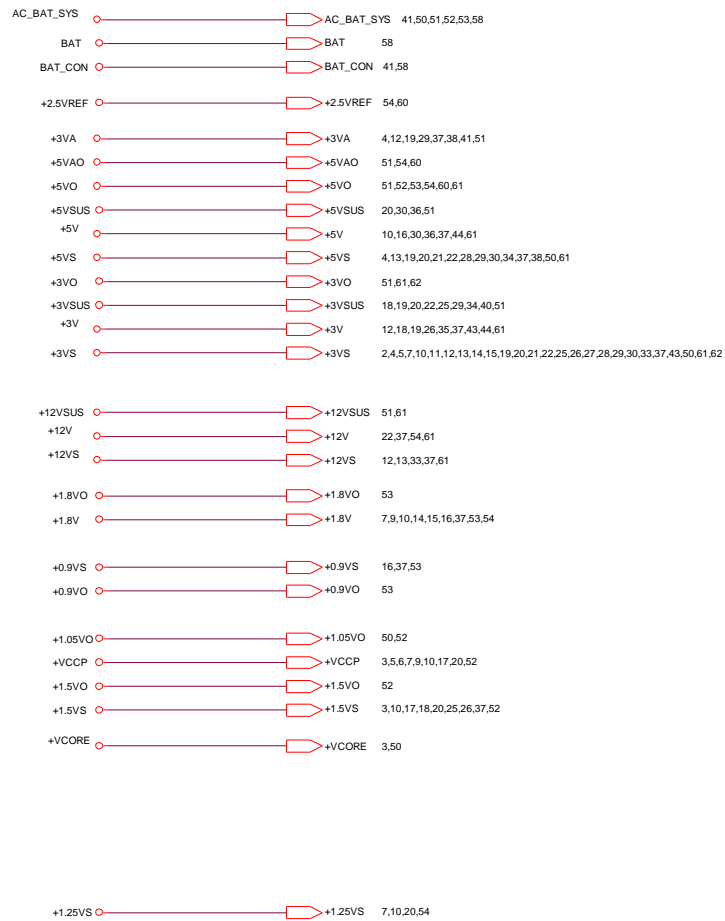 AC_BAT_SYS AC_BAT_SYS 41,50,51,52,53,58
BAT BAT 58
BAT_CON BAT_CON 41,58
+2.5VREF +2.5VREF 54,60
+3VA +3VA 4,12,19,29,37,38,41,51
+5VAO +5VAO 51,54,60
+5VO +5VO 51,52,53,54,60,61
+5VSUS +5VSUS 20,30,36,51
+5V +5V 10,16,30,36,37,44,61
+5VS +5VS 4,13,19,20,21,22,28,29,30,34,37,38,50,61
+3VO +3VO 51,61,62
+3VSUS +3VSUS 18,19,20,22,25,29,34,40,51
+3V +3V 12,18,19,26,35,37,43,44,61
+3VS +3VS 2,4,5,7,10,11,12,13,14,15,19,20,21,22,25,26,27,28,29,30,33,37,43,50,61,62
+12VSUS +12VSUS 51,61
+12V +12V 22,37,54,61
+12VS +12VS 12,13,33,37,61
+1.8VO +1.8VO 53
+1.8V +1.8V 7,9,10,14,15,16,37,53,54
+0.9VS +0.9VS 16,37,53
+0.9VO +0.9VO 53
+1.05VO +1.05VO 50,52
+VCCP +VCCP 3,5,6,7,9,10,17,20,52
+1.5VO +1.5VO 52
+1.5VS +1.5VS 3,10,17,18,20,25,26,37,52
+VCORE +VCORE 3,50
+1.25VS +1.25VS 7,10,20,54